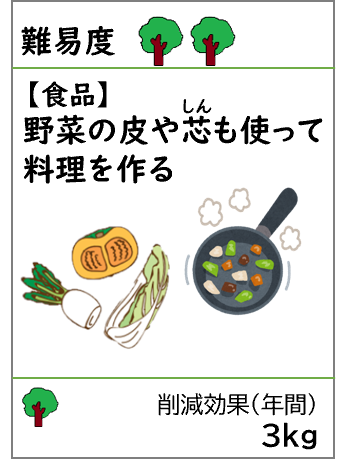 難易度
【食品】
しん
野菜の皮や芯も使って
料理を作る
削減効果(年間)
3kg